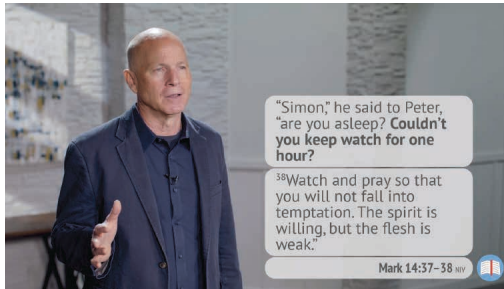 “Simon,” he said to Peter,
“are you asleep? Couldn’t
you keep watch for one
hour?
38Watch and pray so that
you will not fall into
temptation. The spirit is
willing, but the flesh is
weak.”
Mark 14:37–38 NIV